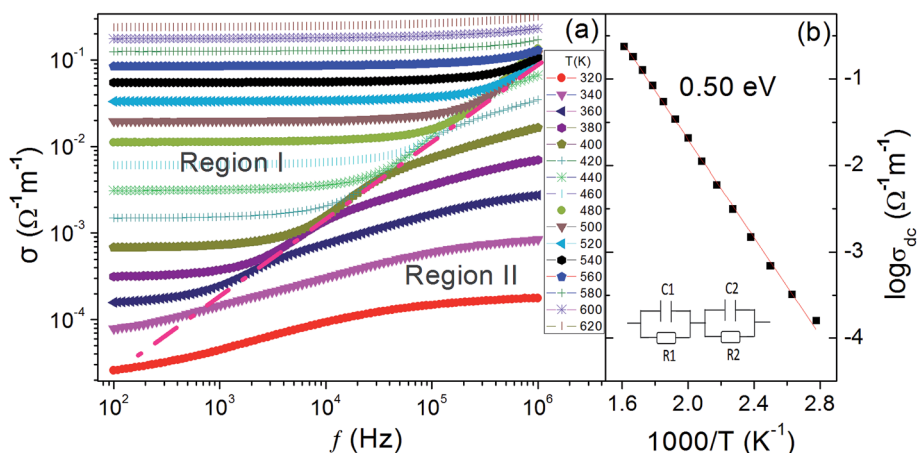 (a)
σ (Ω⁻¹m⁻¹)
10⁻¹
10⁻²
10⁻³
10⁻⁴
10²
10³
10⁴
10⁵
10⁶
f (Hz)
Region I
Region II
T(K)
320
340
360
380
400
420
440
460
480
500
520
540
560
580
600
620
(b)
0.50 eV
C1
C2
R1
R2
1.6
2.0
2.4
2.8
1000/T (K⁻¹)
-1
-2
-3
-4
logσdc (Ω⁻¹m⁻¹)